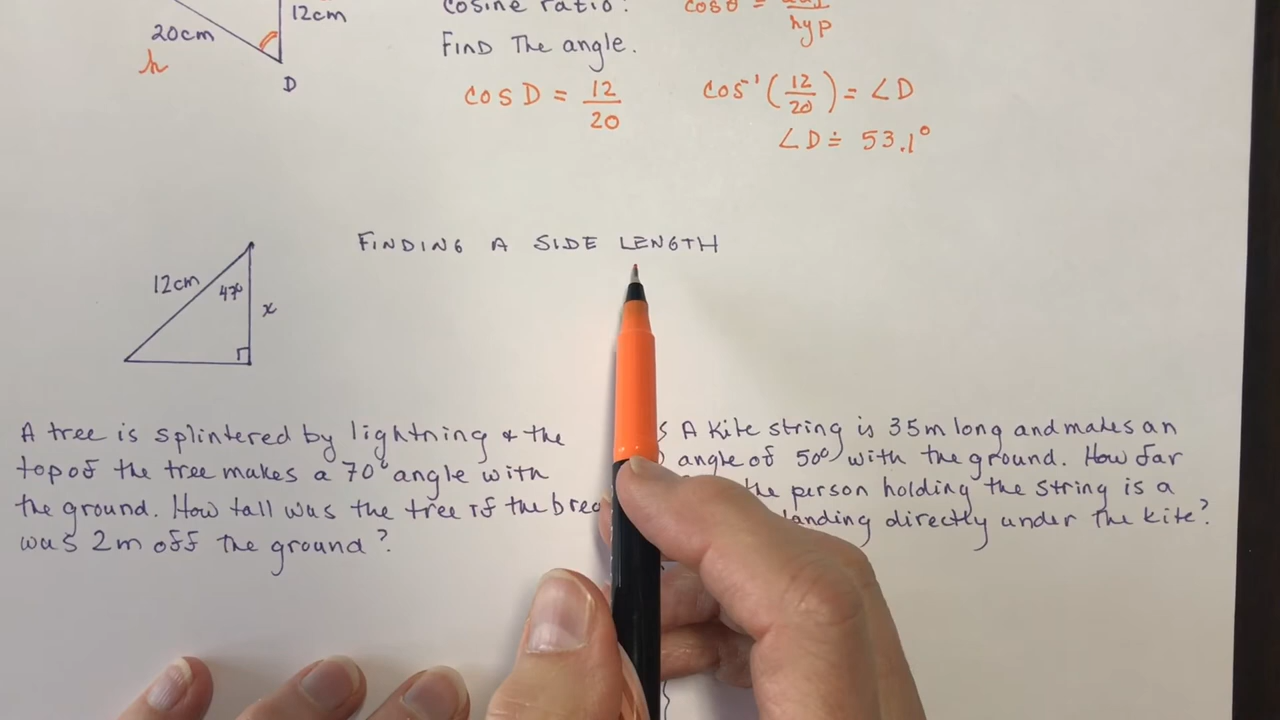 12cm
cosine ratio:
cos θ =
hyp
20cm
h
FIND The angle.
D
cos D = 12/20
cos⁻¹(12/20) = ∠D
∠D ≐ 53.1°
FINDING A SIDE LENGTH
12cm
47°
x
A tree is splintered by lightning & the
top of the tree makes a 70° angle with
the ground. How tall was the tree if the
was 2m off the ground?
A kite string is 35m long and makes an
angle of 50° with the ground. How far
the person holding the string is a
directly under the kite?